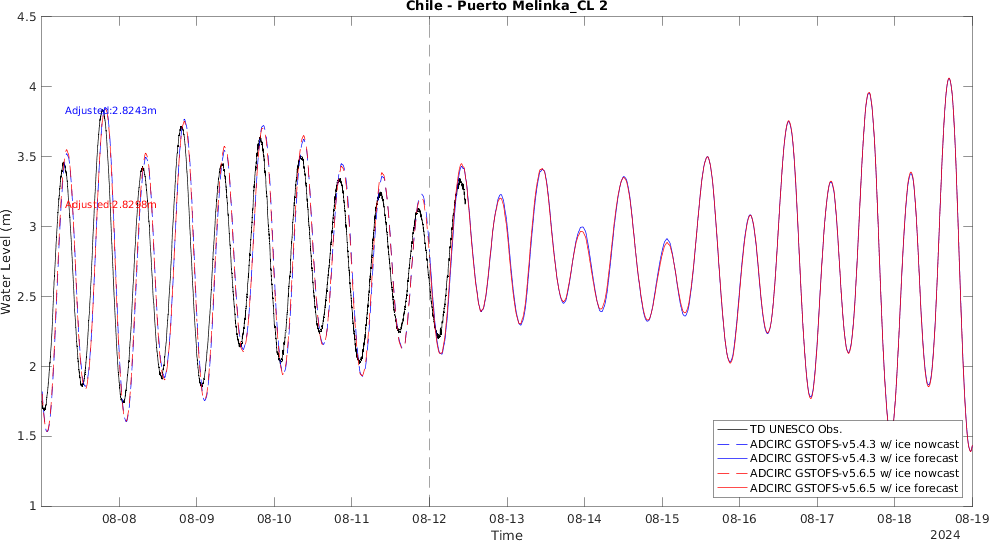 Chile - Puerto Melinka_CL 2
4.5
4
3.5
3
2.5
2
1.5
1
Water Level (m)
Adjusted:2.8243m
Adjusted:2.8298m
TD UNESCO Obs.
ADCIRC GSTOFS-v5.4.3 w/ ice nowcast
ADCIRC GSTOFS-v5.4.3 w/ ice forecast
ADCIRC GSTOFS-v5.6.5 w/ ice nowcast
ADCIRC GSTOFS-v5.6.5 w/ ice forecast
08-08 08-09 08-10 08-11 08-12 08-13 08-14 08-15 08-16 08-17 08-18 08-19
Time
2024